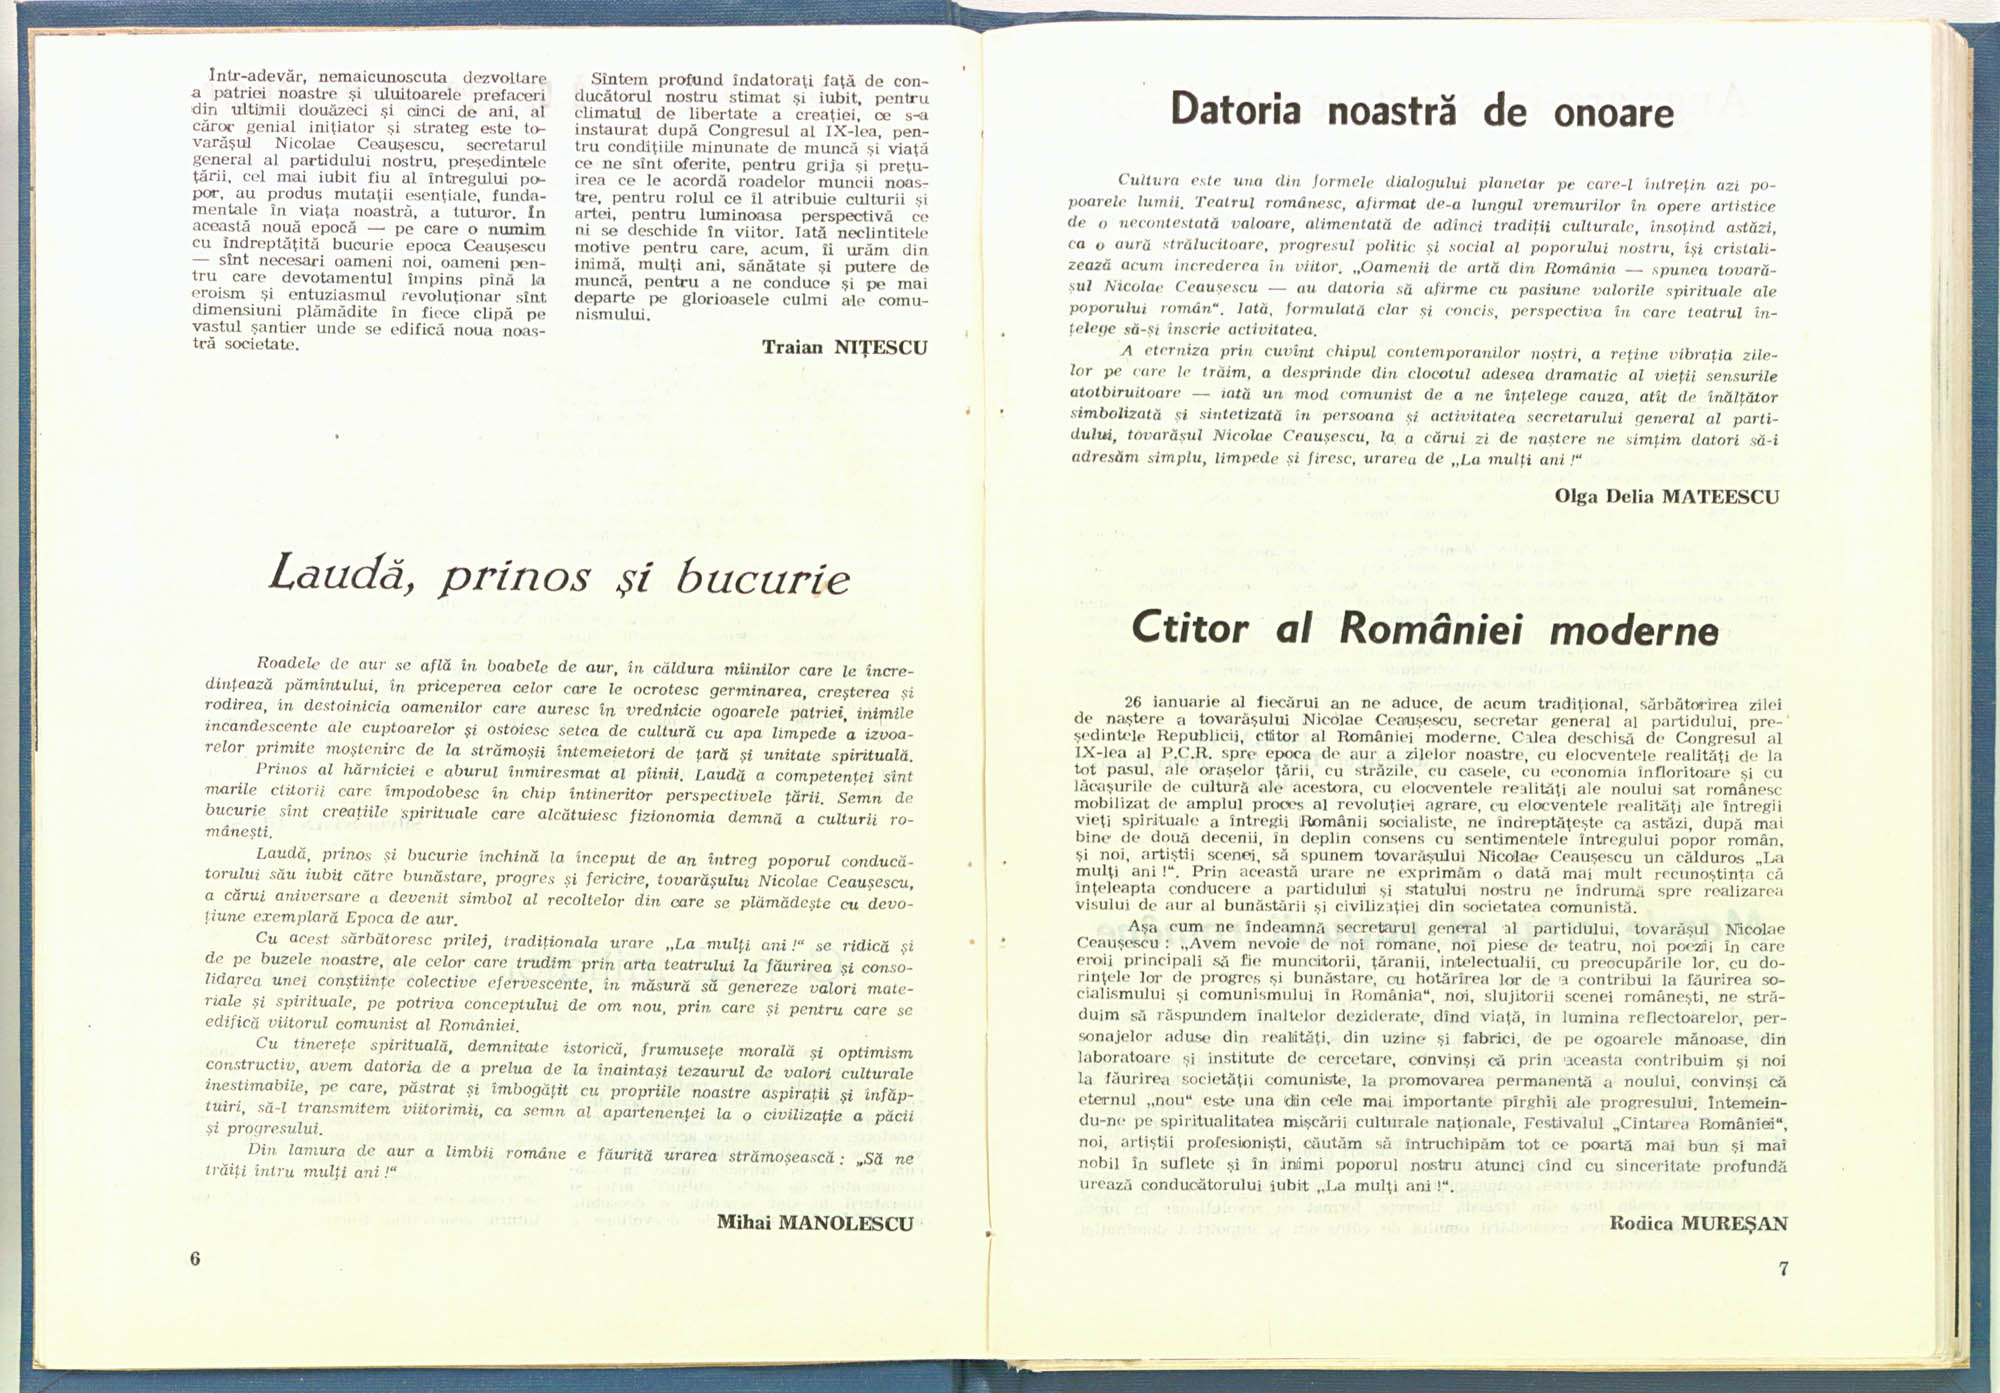 Într-adevăr, nemaicunoscuta dezvoltare
a patriei noastre și uluitoarele prefaceri
din ultimii douăzeci și cinci de ani, al
căror genial inițiator și strateg este to-
varășul Nicolae Ceaușescu, secretarul
general al partidului nostru, președintele
țării, cel mai iubit fiu al întregului po-
por, au produs mutații esențiale, funda-
mentale în viața noastră, a tuturor. În
această nouă epocă — pe care o numim
cu îndreptățită bucurie epoca Ceaușescu
— sînt necesari oameni noi, oameni pen-
tru care devotamentul împins pînă la
eroism și entuziasmul revoluționar sînt
dimensiuni plămădite în fiece clipă pe
vastul șantier unde se edifică noua noas-
tră societate.
Sîntem profund îndatorați față de con-
ducătorul nostru stimat și iubit, pentru
climatul de libertate a creației, ce s-a
instaurat după Congresul al IX-lea, pen-
tru condițiile minunate de muncă și viață
ce ne sînt oferite, pentru grija și prețu-
irea ce le acordă roadelor muncii noas-
tre, pentru rolul ce îl atribuie culturii și
artei, pentru luminoasa perspectivă ce
ni se deschide în viitor. Iată neclintitele
motive pentru care, acum, îi urăm din
inimă, mulți ani, sănătate și putere de
muncă, pentru a ne conduce și pe mai
departe pe glorioasele culmi ale comu-
nismului.
Traian NIȚESCU
Laudă, prinos și bucurie
Roadele de aur se află în boabele de aur, în căldura mîinilor care le încre-
dințează pămîntului, în priceperea celor care le ocrotesc germinarea, creșterea și
rodirea, în destoinicia oamenilor care auresc în vrednicie ogoarele patriei, inimile
incandescente ale cuptoarelor și ostoiesc setea de cultură cu apa limpede a izvoa-
relor primite moștenire de la strămoșii întemeietori de țară și unitate spirituală.
Prinos al hărniciei e aburul înmiresmat al pîinii. Laudă a competenței sînt
marile ctitorii care împodobesc în chip întineritor perspectivele țării. Semn de
bucurie sînt creațiile spirituale care alcătuiesc fizionomia demnă a culturii ro-
mânești.
Laudă, prinos și bucurie închină la început de an întreg poporul conducă-
torului său iubit către bunăstare, progres și fericire, tovarășului Nicolae Ceaușescu,
a cărui aniversare a devenit simbol al recoltelor din care se plămădește cu devo-
țiune exemplară Epoca de aur.
Cu acest sărbătoresc prilej, tradiționala urare „La mulți ani !“ se ridică și
de pe buzele noastre, ale celor care trudim prin arta teatrului la făurirea și conso-
lidarea unei conștiințe colective efervescente, în măsură să genereze valori mate-
riale și spirituale, pe potriva conceptului de om nou, prin care și pentru care se
edifică viitorul comunist al României.
Cu tinerețe spirituală, demnitate istorică, frumusețe morală și optimism
constructiv, avem datoria de a prelua de la înaintași tezaurul de valori culturale
inestimabile, pe care, păstrat și îmbogățit cu propriile noastre aspirații și înfăp-
tuiri, să-l transmitem viitorimii, ca semn al apartenenței la o civilizație a păcii
și progresului.
Din lamura de aur a limbii române e făurită urarea strămoșească : „Să ne
trăiți întru mulți ani !“
Mihai MANOLESCU
6
Datoria noastră de onoare
Cultura este una din formele dialogului planetar pe care-l întrețin azi po-
poarele lumii. Teatrul românesc, afirmat de-a lungul vremurilor în opere artistice
de o necontestată valoare, alimentată de adînci tradiții culturale, însoțind astăzi,
ca o aură strălucitoare, progresul politic și social al poporului nostru, își cristali-
zează acum încrederea în viitor. „Oamenii de artă din România — spunea tovară-
șul Nicolae Ceaușescu — au datoria să afirme cu pasiune valorile spirituale ale
poporului român“. Iată, formulată clar și concis, perspectiva în care teatrul în-
țelege să-și înscrie activitatea.
A eterniza prin cuvînt chipul contemporanilor noștri, a reține vibrația zile-
lor pe care le trăim, a desprinde din clocotul adesea dramatic al vieții sensurile
atotbiruitoare — iată un mod comunist de a ne înțelege cauza, atît de înălțător
simbolizată și sintetizată în persoana și activitatea secretarului general al parti-
dului, tovarășul Nicolae Ceaușescu, la a cărui zi de naștere ne simțim datori să-i
adresăm simplu, limpede și firesc, urarea de „La mulți ani !“
Olga Delia MATEESCU
Ctitor al României moderne
26 ianuarie al fiecărui an ne aduce, de acum tradițional, sărbătorirea zilei
de naștere a tovarășului Nicolae Ceaușescu, secretar general al partidului, pre-
ședintele Republicii, ctitor al României moderne. Calea deschisă de Congresul al
IX-lea al P.C.R. spre epoca de aur a zilelor noastre, cu elocventele realități de la
tot pasul, ale orașelor țării, cu străzile, cu casele, cu economia înfloritoare și cu
lăcașurile de cultură ale acestora, cu elocventele realități ale noului sat românesc
mobilizat de amplul proces al revoluției agrare, cu elocventele realități ale întregii
vieți spirituale a întregii Românii socialiste, ne îndreptățește ca astăzi, după mai
bine de două decenii, în deplin consens cu sentimentele întregului popor român,
și noi, artiștii scenei, să spunem tovarășului Nicolae Ceaușescu un călduros „La
mulți ani !“. Prin această urare ne exprimăm o dată mai mult recunoștința că
înțeleapta conducere a partidului și statului nostru ne îndrumă spre realizarea
visului de aur al bunăstării și civilizației din societatea comunistă.
Așa cum ne îndeamnă secretarul general al partidului, tovarășul Nicolae
Ceaușescu : „Avem nevoie de noi romane, noi piese de teatru, noi poezii în care
eroii principali să fie muncitorii, țăranii, intelectualii, cu preocupările lor, cu do-
rințele lor de progres și bunăstare, cu hotărîrea lor de a contribui la făurirea so-
cialismului și comunismului în România“, noi, slujitorii scenei românești, ne stră-
duim să răspundem înaltelor deziderate, dînd viață, în lumina reflectoarelor, per-
sonajelor aduse din realități, din uzine și fabrici, de pe ogoarele mănoase, din
laboratoare și institute de cercetare, convinși că prin aceasta contribuim și noi
la făurirea societății comuniste, la promovarea permanentă a noului, convinși că
eternul „nou“ este una din cele mai importante pîrghii ale progresului. Întemein-
du-ne pe spiritualitatea mișcării culturale naționale, Festivalul „Cîntarea României“,
noi, artiștii profesioniști, căutăm să întruchipăm tot ce poartă mai bun și mai
nobil în suflete și în inimi poporul nostru atunci cînd cu sinceritate profundă
urează conducătorului iubit „La mulți ani !“.
Rodica MUREȘAN
7